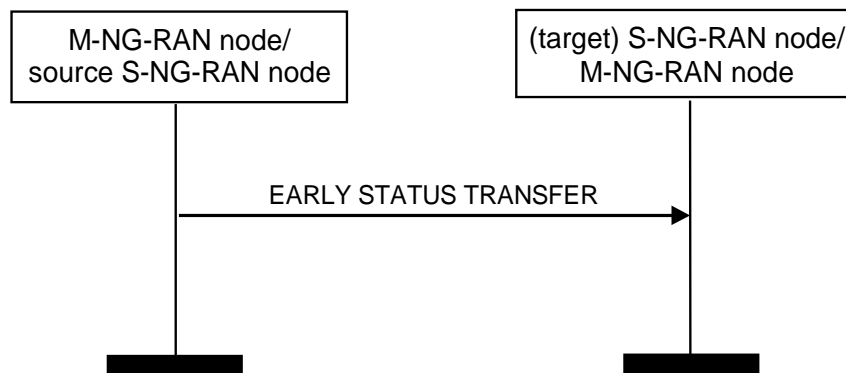 M-NG-RAN node/
source S-NG-RAN node
(target) S-NG-RAN node/
M-NG-RAN node
EARLY STATUS TRANSFER